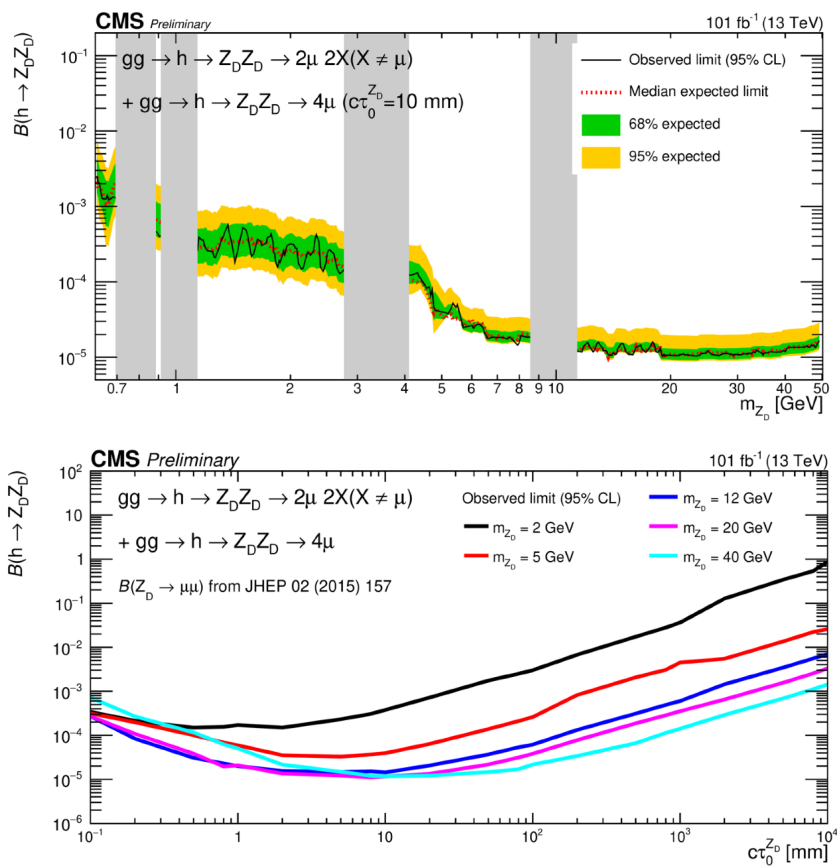 CMS Preliminary 101 fb⁻¹ (13 TeV)
B(h → Z_D Z_D)
gg → h → Z_D Z_D → 2μ 2X(X ≠ μ)
+ gg → h → Z_D Z_D → 4μ (cτ₀^{Z_D}=10 mm)
Observed limit (95% CL)
Median expected limit
68% expected
95% expected
10⁻¹
10⁻²
10⁻³
10⁻⁴
10⁻⁵
0.7 1 2 3 4 5 6 7 8 9 10 20 30 40 50
m_{Z_D} [GeV]
CMS Preliminary 101 fb⁻¹ (13 TeV)
B(h → Z_D Z_D)
gg → h → Z_D Z_D → 2μ 2X(X ≠ μ)
+ gg → h → Z_D Z_D → 4μ
B(Z_D → μμ) from JHEP 02 (2015) 157
Observed limit (95% CL)
m_{Z_D} = 2 GeV
m_{Z_D} = 5 GeV
m_{Z_D} = 12 GeV
m_{Z_D} = 20 GeV
m_{Z_D} = 40 GeV
10²
10
1
10⁻¹
10⁻²
10⁻³
10⁻⁴
10⁻⁵
10⁻⁶
10⁻¹ 1 10 10² 10³ 10⁴
cτ₀^{Z_D} [mm]